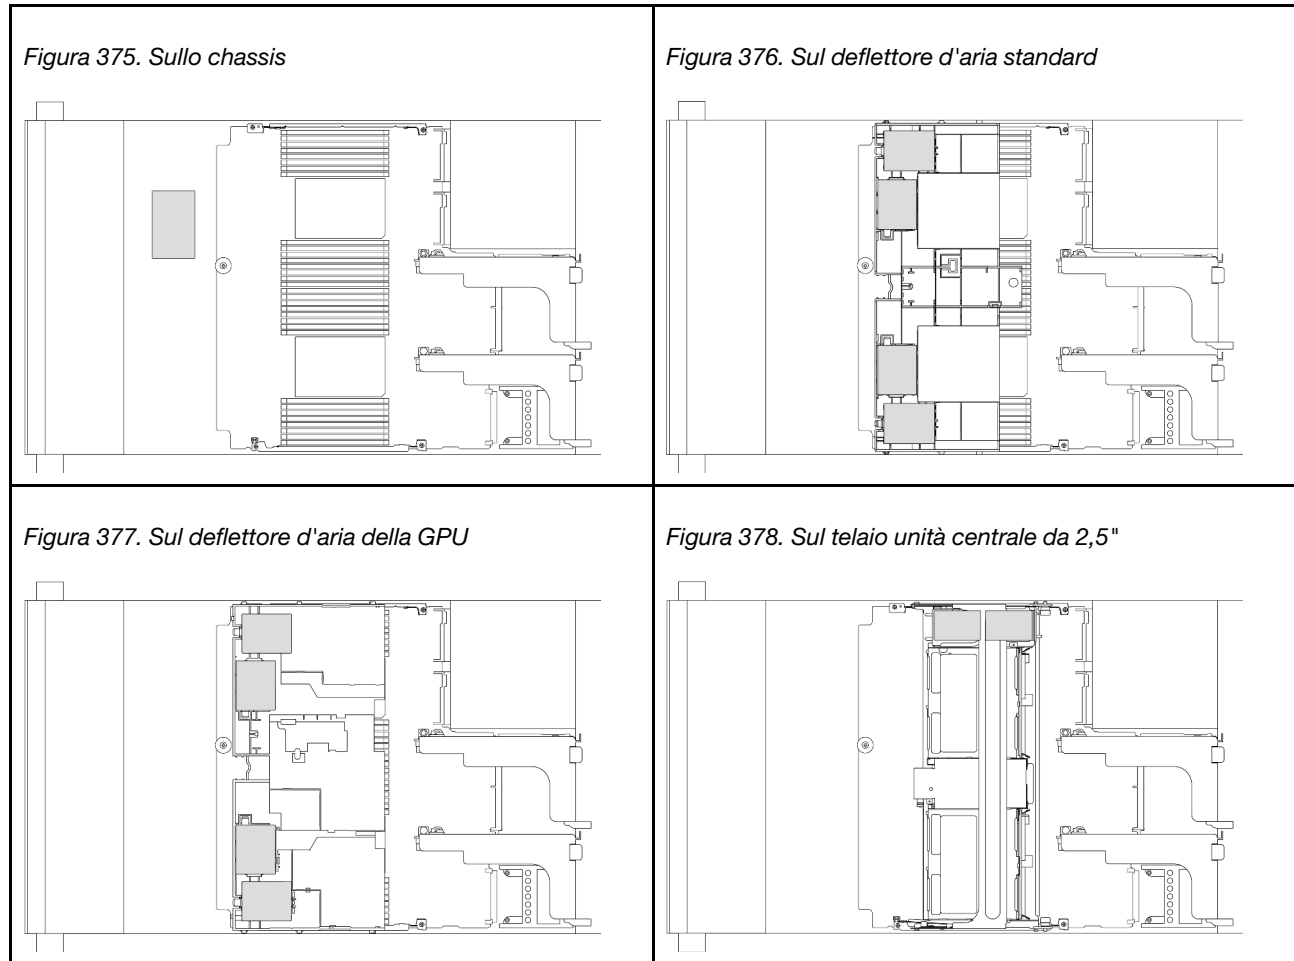 Figura 375. Sullo chassis
Figura 376. Sul deflettore d'aria standard
Figura 377. Sul deflettore d'aria della GPU
Figura 378. Sul telaio unità centrale da 2,5"